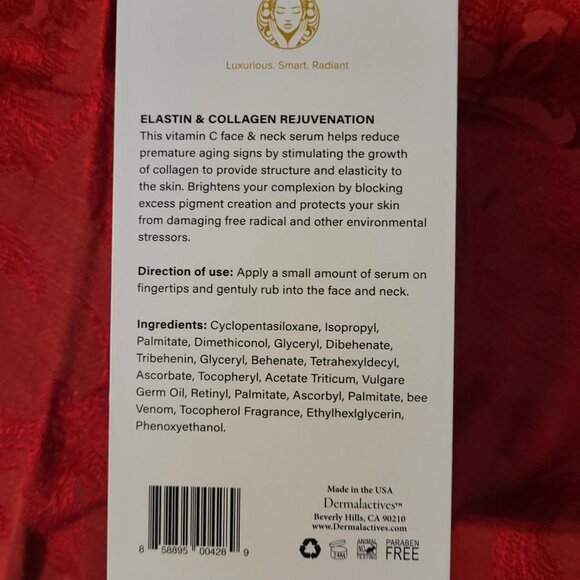 Luxurious. Smart. Radiant
ELASTIN & COLLAGEN REJUVENATION
This vitamin C face & neck serum helps reduce
premature aging signs by stimulating the growth
of collagen to provide structure and elasticity to
the skin. Brightens your complexion by blocking
excess pigment creation and protects your skin
from damaging free radical and other environmental
stressors.
Direction of use: Apply a small amount of serum on
fingertips and gentuly rub into the face and neck.
Ingredients: Cyclopentasiloxane, Isopropyl,
Palmitate, Dimethiconol, Glyceryl, Dibehenate,
Tribehenin, Glyceryl, Behenate, Tetrahexyldecyl,
Ascorbate, Tocopheryl, Acetate Triticum, Vulgare
Germ Oil, Retinyl, Palmitate, Ascorbyl, Palmitate, bee
Venom, Tocopherol Fragrance, Ethylhexlglycerin,
Phenoxyethanol.
8 58895 00428 9
Made in the USA
Dermalactives™
Beverly Hills, CA 90210
www.Dermalactives.com
24M
ANIMAL
NO
TESTING
PARABEN
FREE